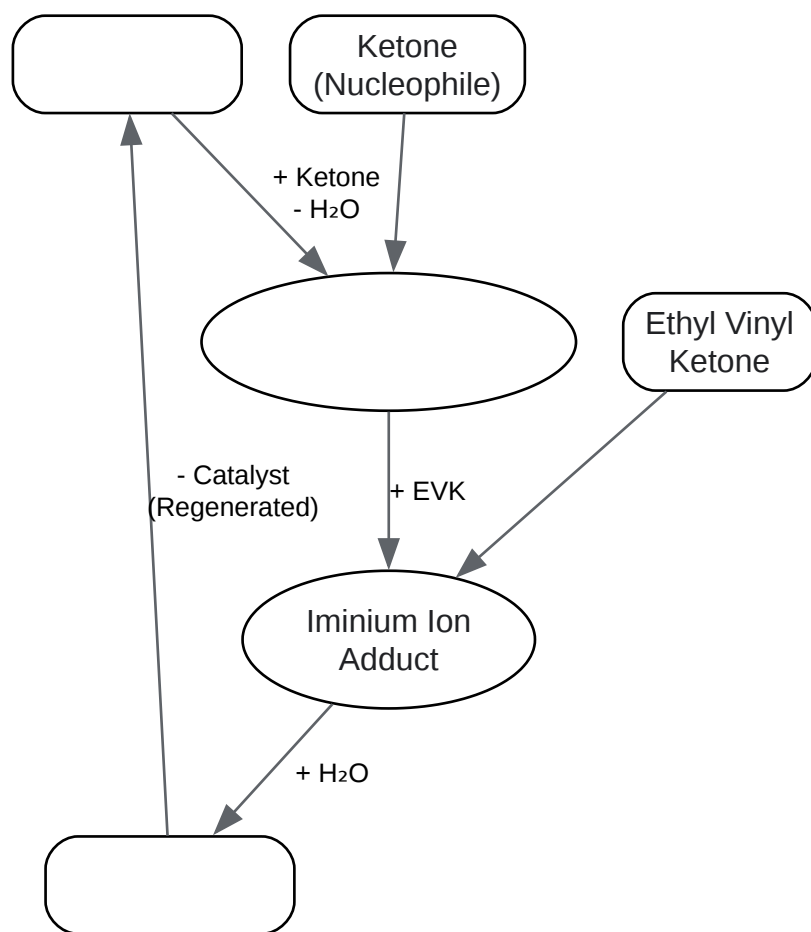 Ketone
(Nucleophile)
+ Ketone
- H₂O
Ethyl Vinyl
Ketone
- Catalyst
(Regenerated)
+ EVK
Iminium Ion
Adduct
+ H₂O